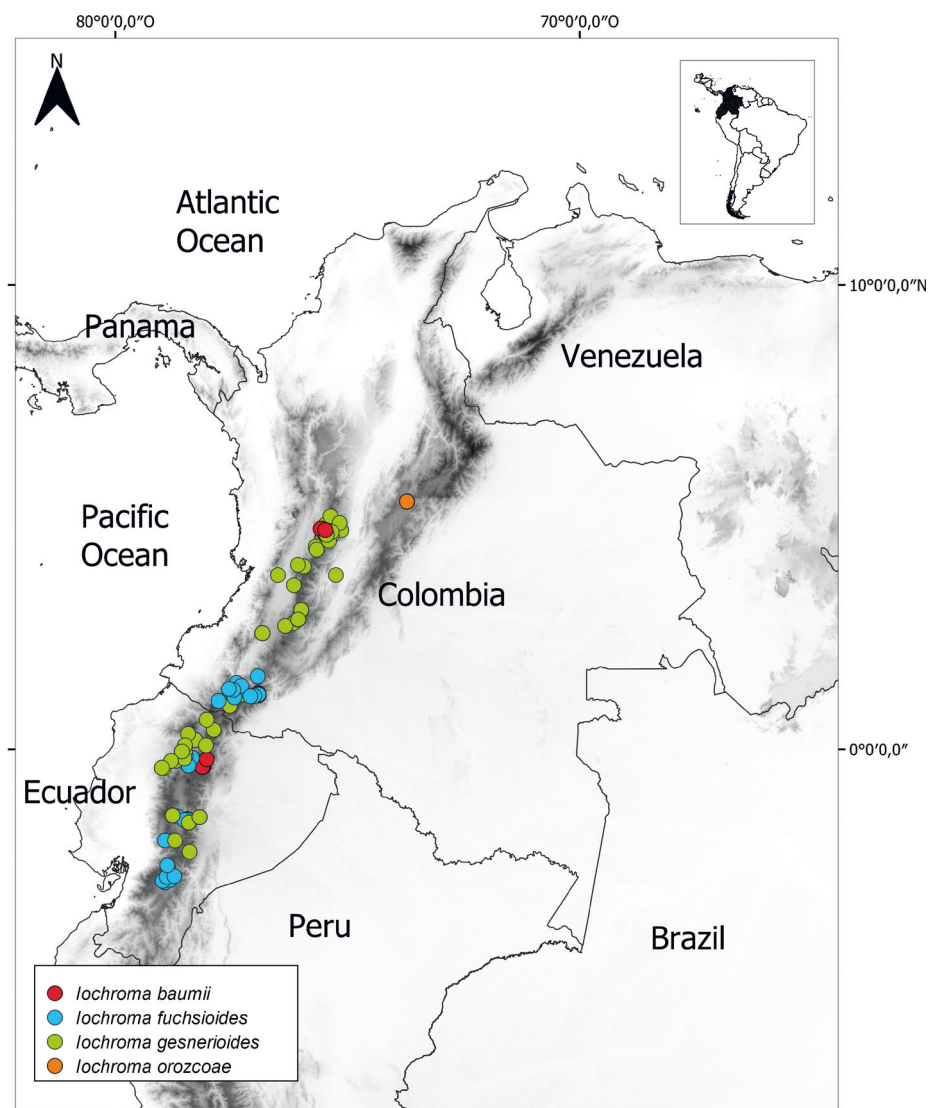 80°0'0,0"O
70°0'0,0"O
N
Atlantic
Ocean
10°0'0,0"N
Panama
Venezuela
Pacific
Ocean
Colombia
0°0'0,0"
Ecuador
Peru
Brazil
Iochroma baumii
Iochroma fuchsioides
Iochroma gesnerioides
Iochroma orozcoae